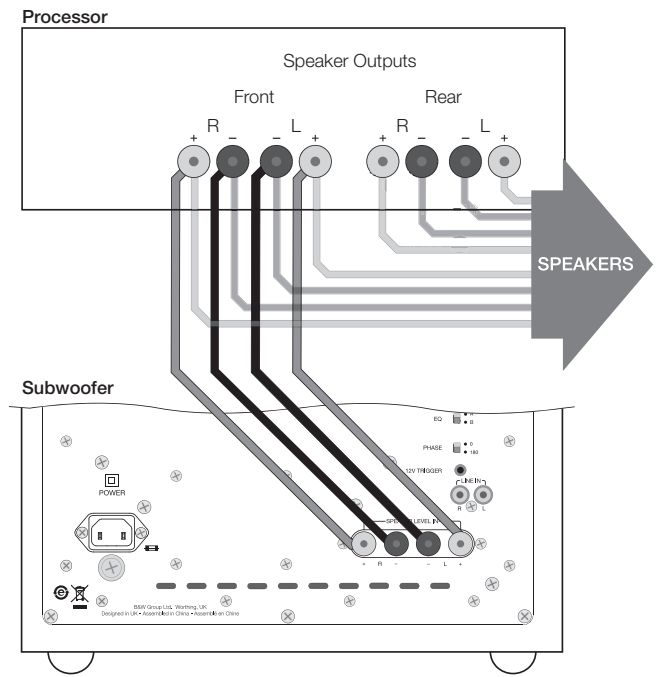 Processor
Speaker Outputs
Front
Rear
+ R − − L +
+ R − − L +
SPEAKERS
Subwoofer
EQ
A
B
PHASE
0
180
12V TRIGGER
LINE IN
R L
POWER
SPEAKER LEVEL IN
+ R − − L +
B&W Group Ltd. Worthing, UK
Designed in UK - Assembled in China - Assemblé en Chine